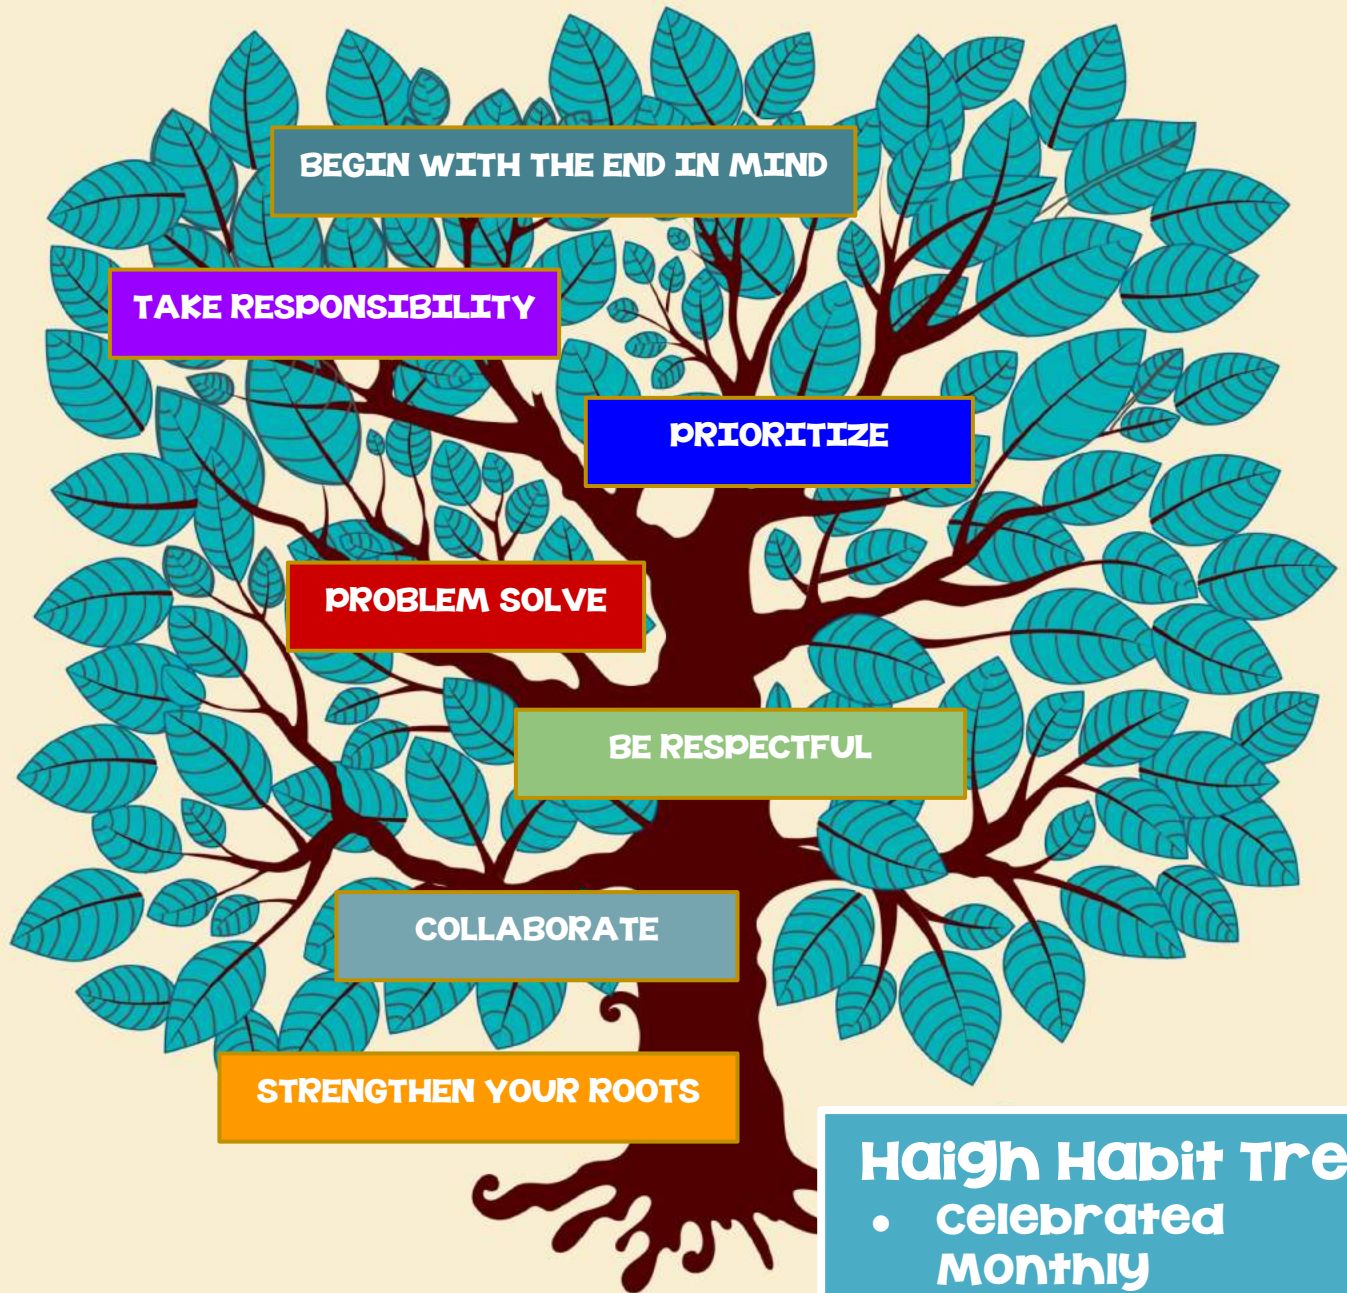 BEGIN WITH THE END IN MIND
TAKE RESPONSIBILITY
PRIORITIZE
PROBLEM SOLVE
BE RESPECTFUL
COLLABORATE
STRENGTHEN YOUR ROOTS
Haigh Habit Tre
• Celebrated
Monthly